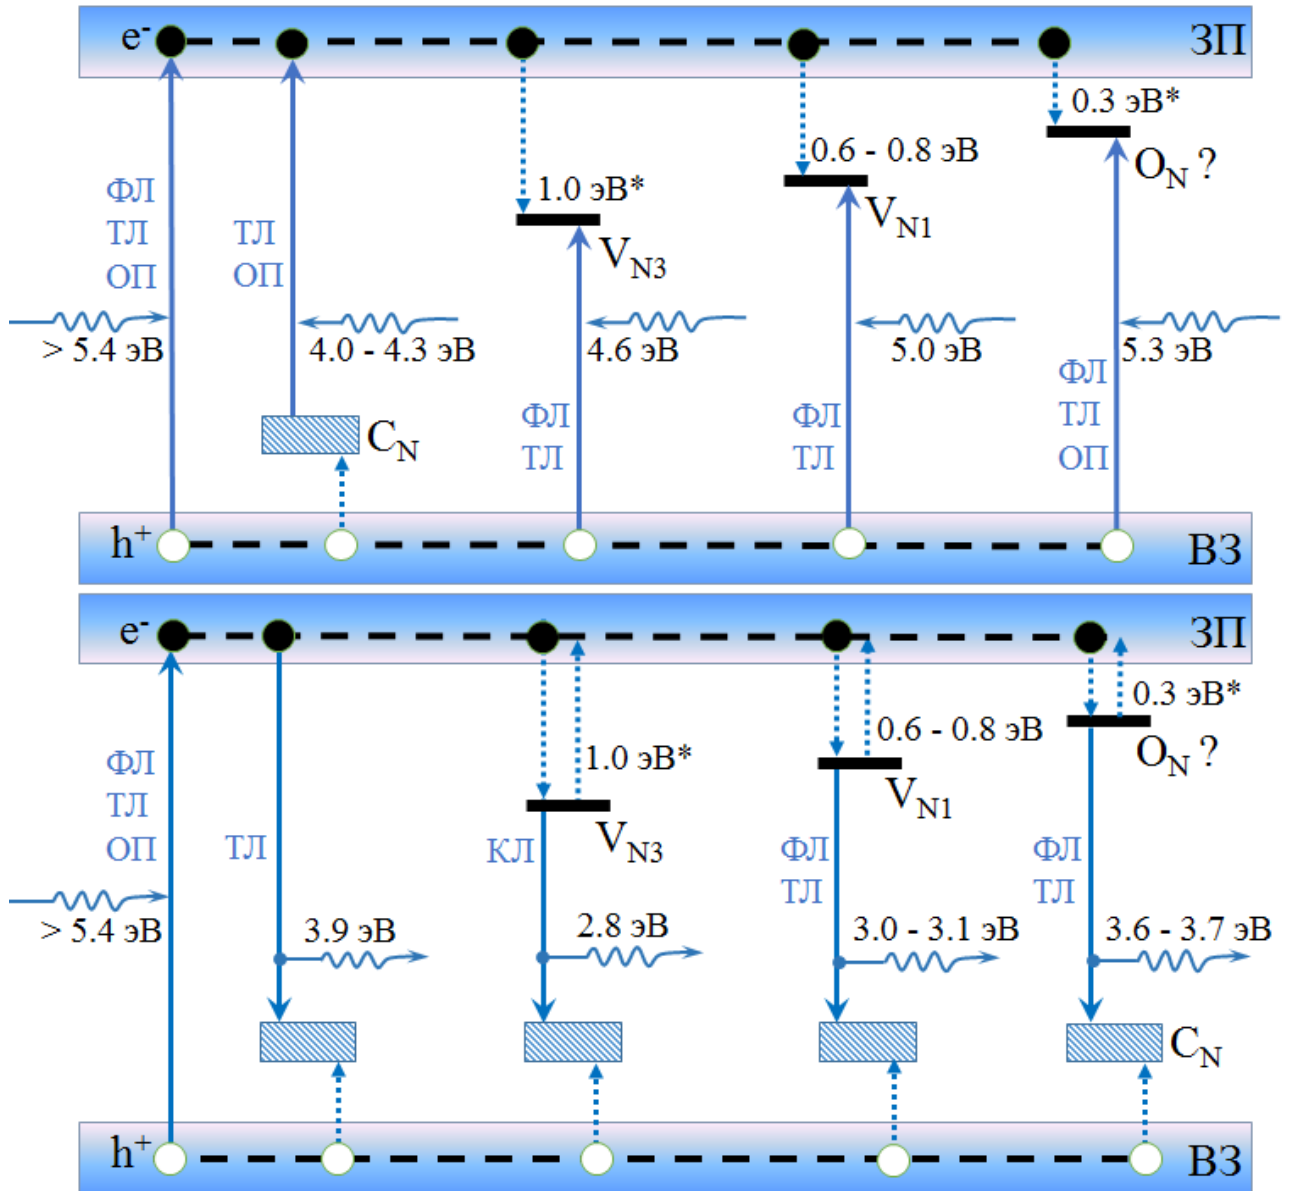 e⁻ ЗП
0.3 эВ*
0.6 - 0.8 эВ
O_N ?
ФЛ
ТЛ
ОП
ТЛ
ОП
1.0 эВ*
V_N1
V_N3
> 5.4 эВ
4.0 - 4.3 эВ
4.6 эВ
5.0 эВ
5.3 эВ
C_N
ФЛ
ТЛ
ФЛ
ТЛ
ФЛ
ТЛ
ОП
h⁺ ВЗ
e⁻ ЗП
0.3 эВ*
0.6 - 0.8 эВ
O_N ?
ФЛ
ТЛ
ОП
1.0 эВ*
V_N1
V_N3
ТЛ
КЛ
ФЛ
ТЛ
ФЛ
ТЛ
> 5.4 эВ
3.9 эВ
2.8 эВ
3.0 - 3.1 эВ
3.6 - 3.7 эВ
C_N
h⁺ ВЗ